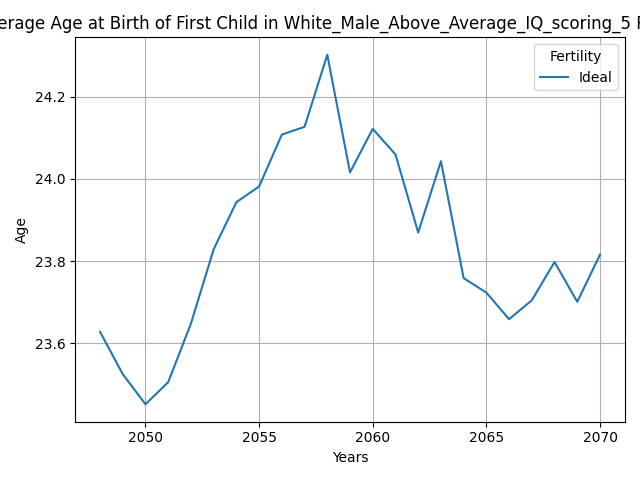 Average Age at Birth of First Child in White_Male_Above_Average_IQ_scoring_5
Fertility
Ideal
24.2
24.0
23.8
23.6
Age
2050 2055 2060 2065 2070
Years